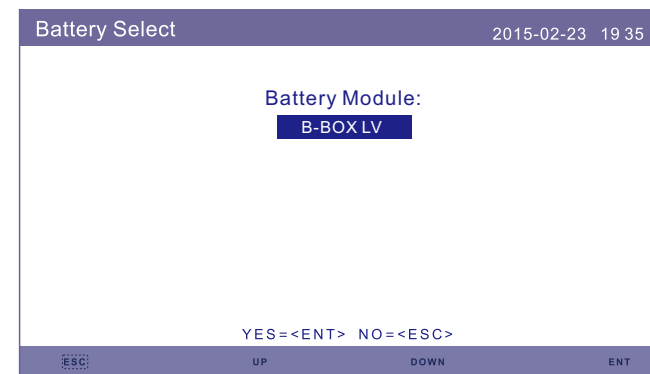 Battery Select 2015-02-23 19 35
Battery Module:
B-BOX LV
YES=<ENT> NO=<ESC>
ESC UP DOWN ENT